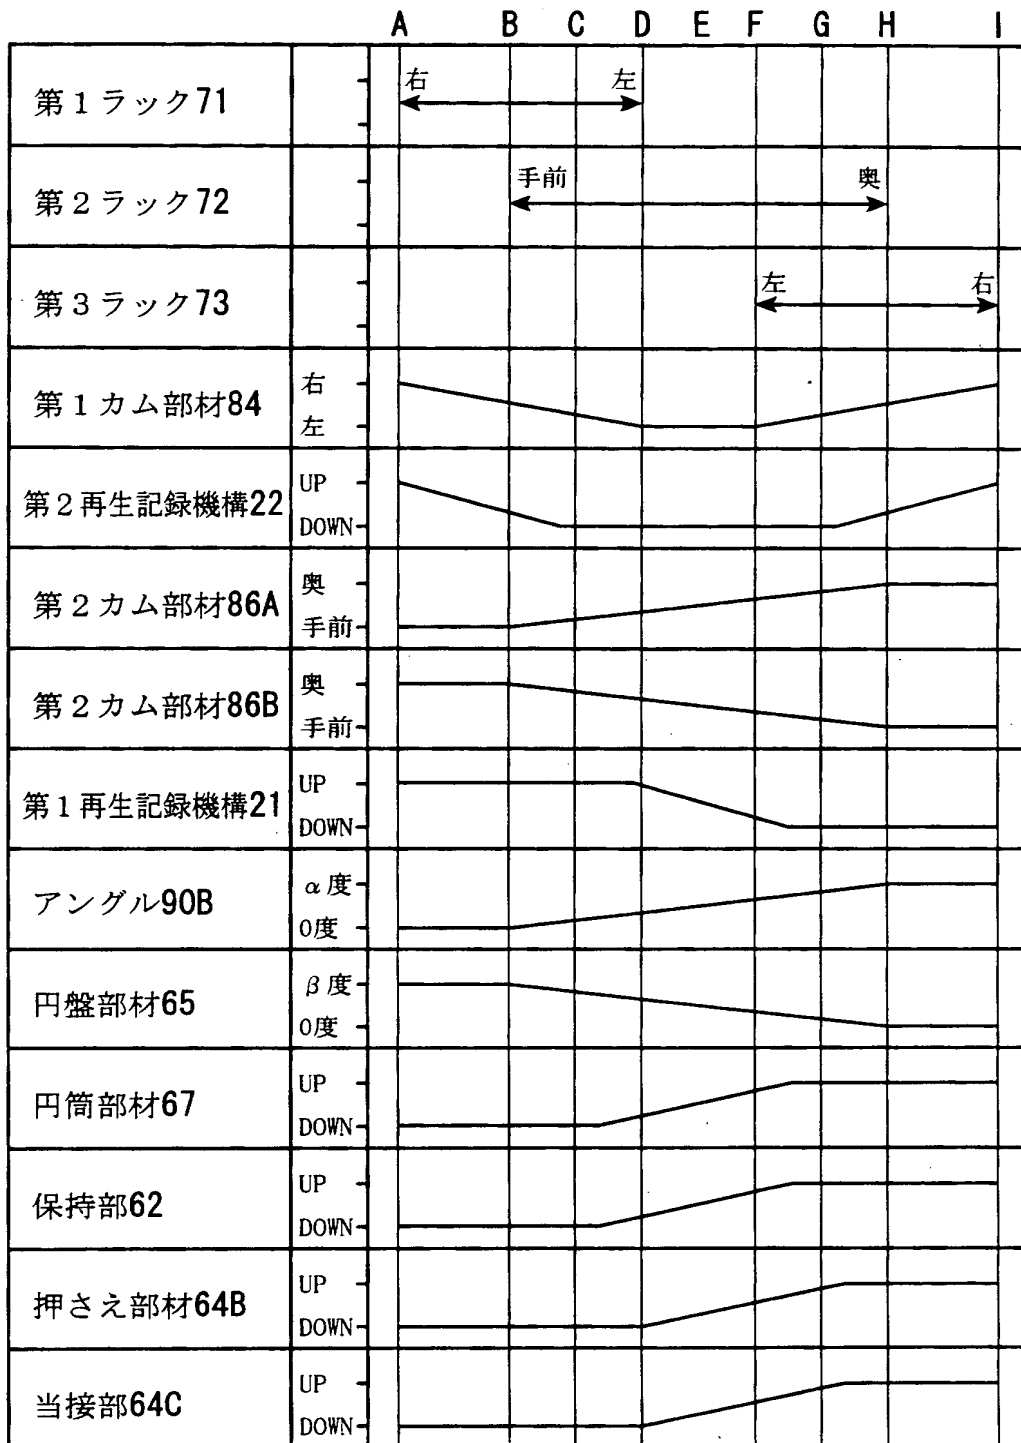 A B C D E F G H I
第1ラック71
右 左
第2ラック72
手前 奥
第3ラック73
左 右
第1カム部材84
右
左
第2再生記録機構22
UP
DOWN
第2カム部材86A
奥
手前
第2カム部材86B
奥
手前
第1再生記録機構21
UP
DOWN
アングル90B
α度
0度
円盤部材65
β度
0度
円筒部材67
UP
DOWN
保持部62
UP
DOWN
押さえ部材64B
UP
DOWN
当接部64C
UP
DOWN